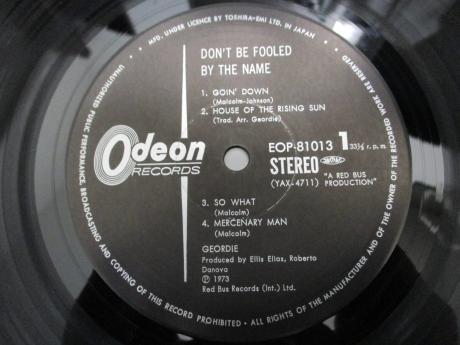 MFD. UNDER LICENCE BY TOSHIBA-EMI LTD. IN JAPAN
DON'T BE FOOLED
BY THE NAME
1. GOIN' DOWN
(Malcolm-Johnson)
2. HOUSE OF THE RISING SUN
(Trad. Arr. Geordie)
Odeon
RECORDS
EOP-81013 1 33⅓ r. p. m.
STEREO
(YAX-4711) "A RED BUS
PRODUCTION"
3. SO WHAT
(Malcolm)
4. MERCENARY MAN
(Malcolm)
GEORDIE
Produced by Ellis Elias, Roberto
Danova
Ⓟ 1973
Red Bus Records (Int.) Ltd.
UNAUTHORIZED PUBLIC PERFORMANCE, BROADCASTING AND COPYING OF THIS RECORD PROHIBITED • ALL RIGHTS OF THE MANUFACTURER AND OF THE OWNER OF THE RECORDED WORK ARE RESERVED